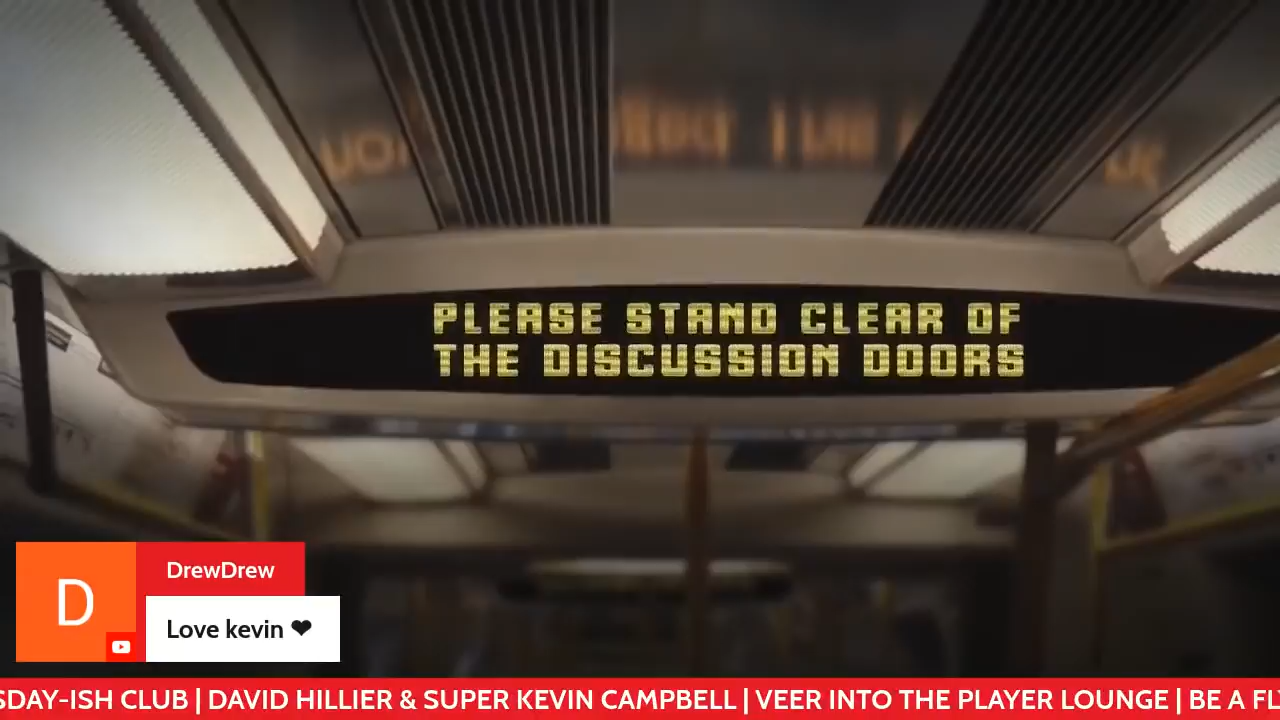 PLEASE STAND CLEAR OF
THE DISCUSSION DOORS
D
DrewDrew
Love kevin ❤
SDAY-ISH CLUB | DAVID HILLIER & SUPER KEVIN CAMPBELL | VEER INTO THE PLAYER LOUNGE | BE A FL